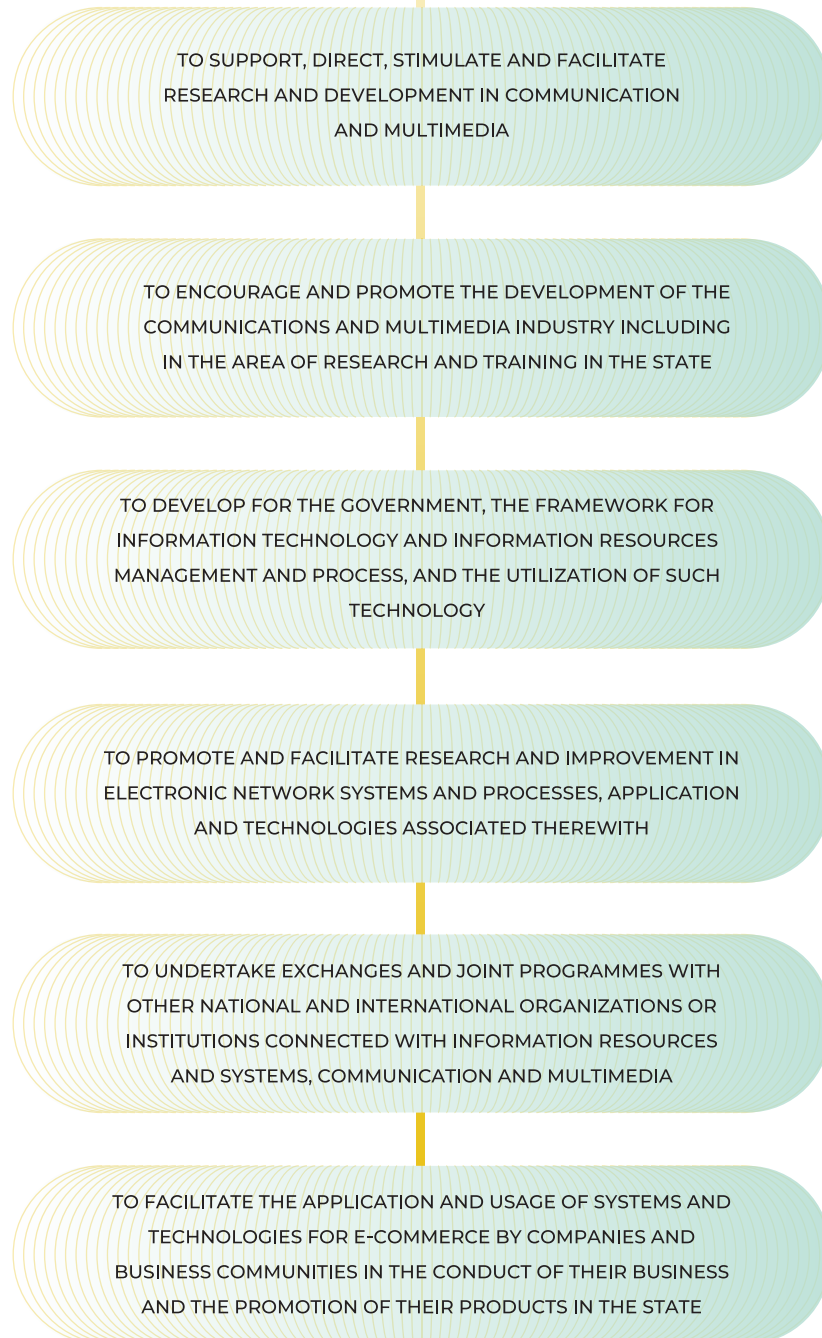 TO SUPPORT, DIRECT, STIMULATE AND FACILITATE
RESEARCH AND DEVELOPMENT IN COMMUNICATION
AND MULTIMEDIA
TO ENCOURAGE AND PROMOTE THE DEVELOPMENT OF THE
COMMUNICATIONS AND MULTIMEDIA INDUSTRY INCLUDING
IN THE AREA OF RESEARCH AND TRAINING IN THE STATE
TO DEVELOP FOR THE GOVERNMENT, THE FRAMEWORK FOR
INFORMATION TECHNOLOGY AND INFORMATION RESOURCES
MANAGEMENT AND PROCESS, AND THE UTILIZATION OF SUCH
TECHNOLOGY
TO PROMOTE AND FACILITATE RESEARCH AND IMPROVEMENT IN
ELECTRONIC NETWORK SYSTEMS AND PROCESSES, APPLICATION
AND TECHNOLOGIES ASSOCIATED THEREWITH
TO UNDERTAKE EXCHANGES AND JOINT PROGRAMMES WITH
OTHER NATIONAL AND INTERNATIONAL ORGANIZATIONS OR
INSTITUTIONS CONNECTED WITH INFORMATION RESOURCES
AND SYSTEMS, COMMUNICATION AND MULTIMEDIA
TO FACILITATE THE APPLICATION AND USAGE OF SYSTEMS AND
TECHNOLOGIES FOR E-COMMERCE BY COMPANIES AND
BUSINESS COMMUNITIES IN THE CONDUCT OF THEIR BUSINESS
AND THE PROMOTION OF THEIR PRODUCTS IN THE STATE